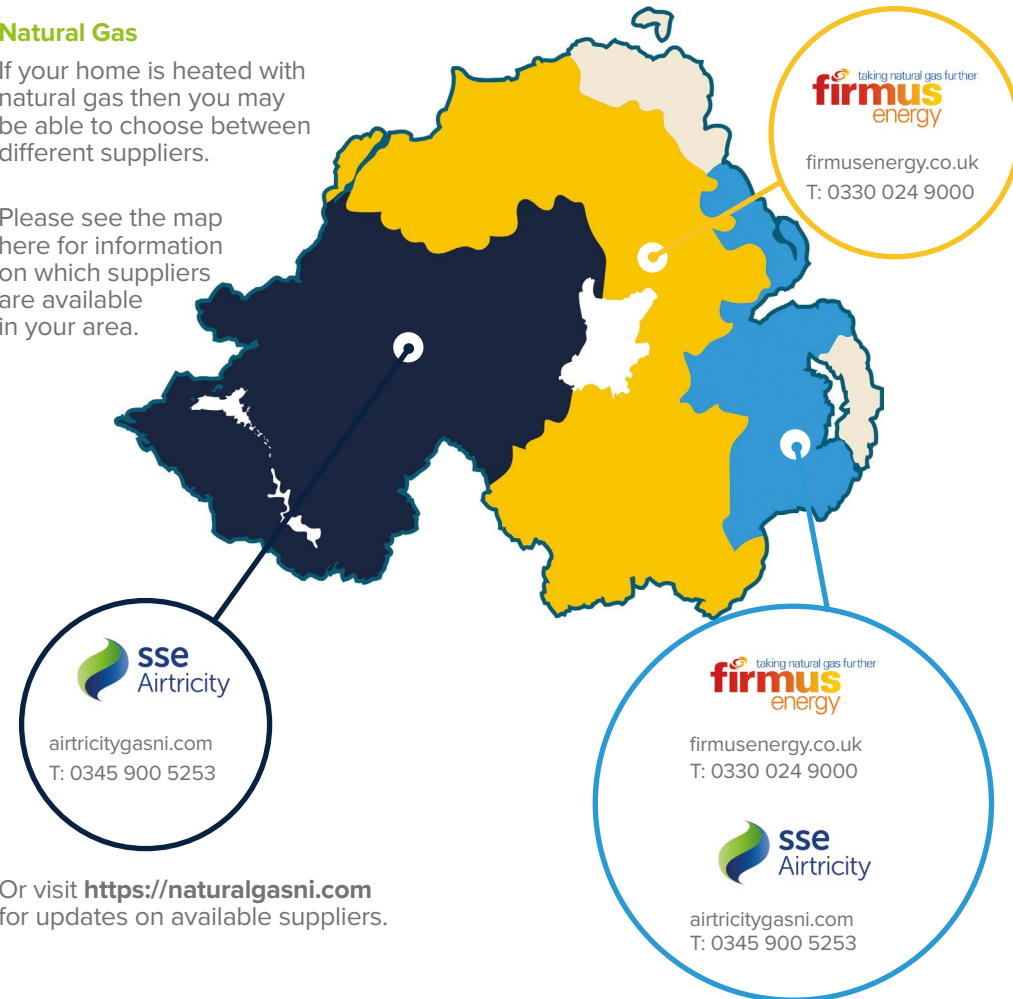 Natural Gas
If your home is heated with
natural gas then you may
be able to choose between
different suppliers.
Please see the map
here for information
on which suppliers
are available
in your area.
taking natural gas further
firmus
energy
firmusenergy.co.uk
T: 0330 024 9000
sse
Airtricity
airtricitygasni.com
T: 0345 900 5253
taking natural gas further
firmus
energy
firmusenergy.co.uk
T: 0330 024 9000
sse
Airtricity
airtricitygasni.com
T: 0345 900 5253
Or visit https://naturalgasni.com
for updates on available suppliers.